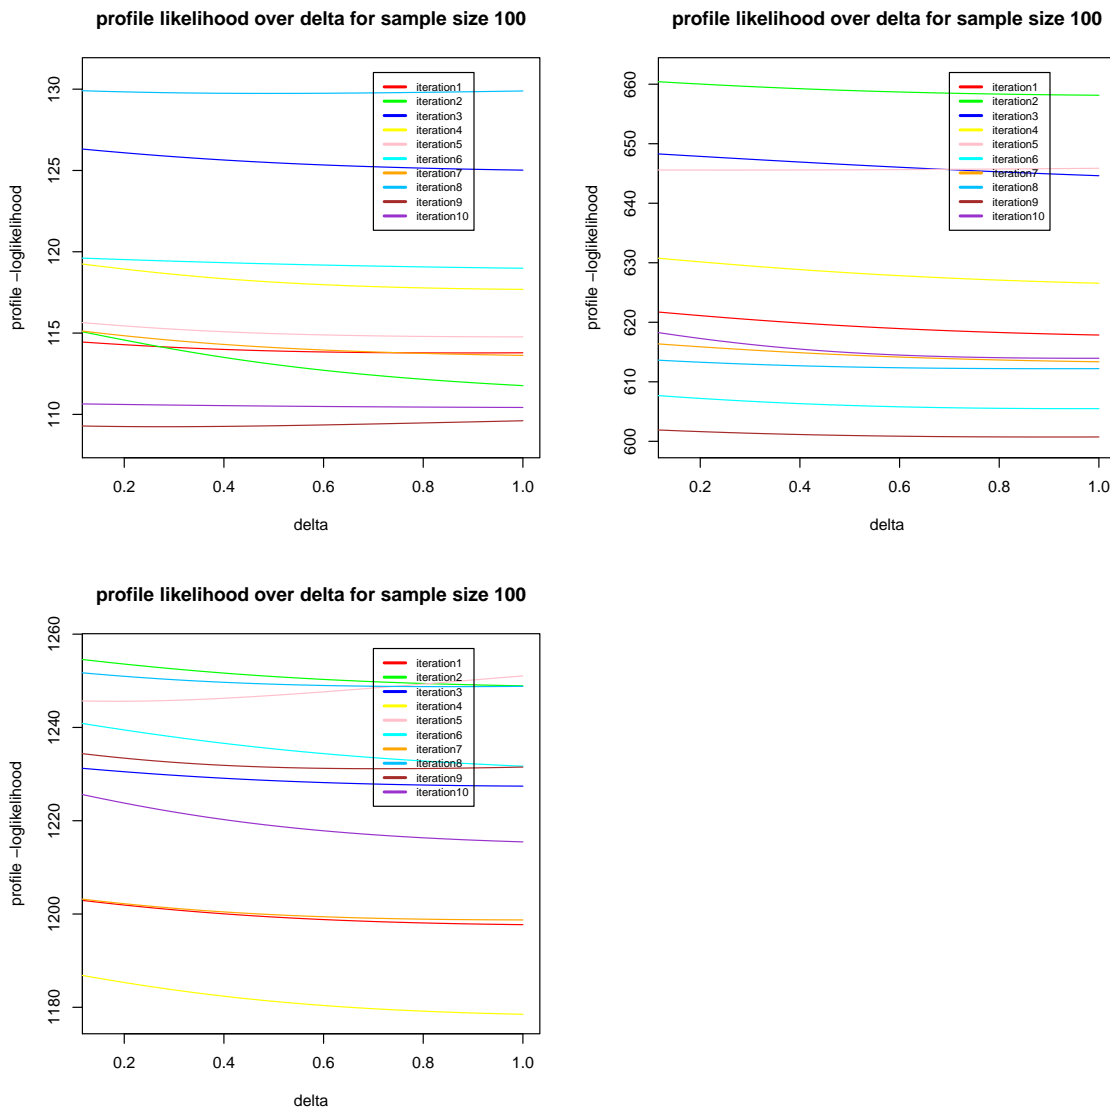 profile likelihood over delta for sample size 100
profile −loglikelihood
130
125
120
115
110
0.2 0.4 0.6 0.8 1.0
delta
iteration1
iteration2
iteration3
iteration4
iteration5
iteration6
iteration7
iteration8
iteration9
iteration10
profile likelihood over delta for sample size 100
profile −loglikelihood
660
650
640
630
620
610
600
0.2 0.4 0.6 0.8 1.0
delta
iteration1
iteration2
iteration3
iteration4
iteration5
iteration6
iteration7
iteration8
iteration9
iteration10
profile likelihood over delta for sample size 100
profile −loglikelihood
1260
1240
1220
1200
1180
0.2 0.4 0.6 0.8 1.0
delta
iteration1
iteration2
iteration3
iteration4
iteration5
iteration6
iteration7
iteration8
iteration9
iteration10